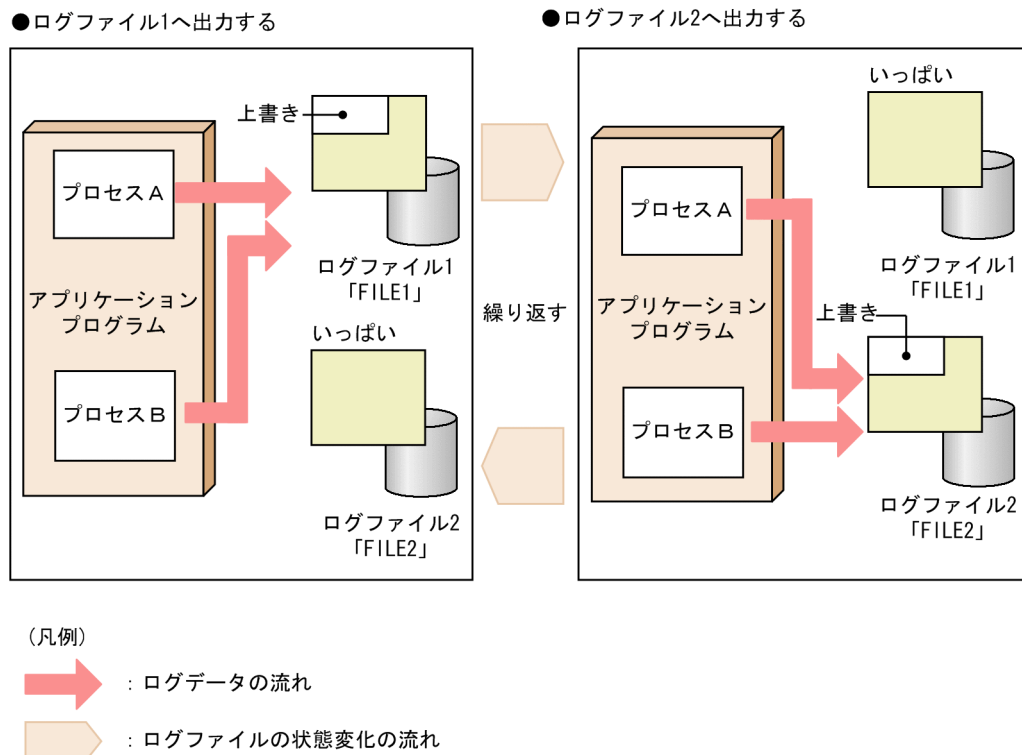 ●ログファイル1へ出力する
上書き
プロセスA
ログファイル1
「FILE1」
アプリケーション
プログラム
いっぱい
プロセスB
ログファイル2
「FILE2」
繰り返す
●ログファイル2へ出力する
いっぱい
プロセスA
ログファイル1
「FILE1」
アプリケーション
プログラム
上書き
プロセスB
ログファイル2
「FILE2」
(凡例)
：ログデータの流れ
：ログファイルの状態変化の流れ